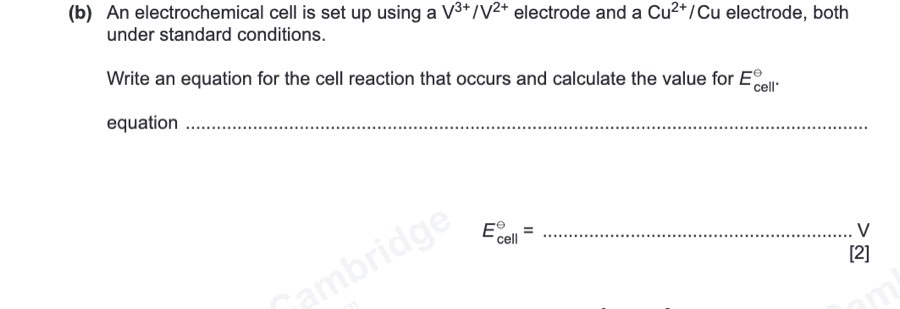 (b) An electrochemical cell is set up using a V³⁺/V²⁺ electrode and a Cu²⁺/Cu electrode, both
under standard conditions.
Write an equation for the cell reaction that occurs and calculate the value for E⦵cell.
equation ........................................................................................................................
E⦵cell = ............................................................ V
[2]
Cambridge